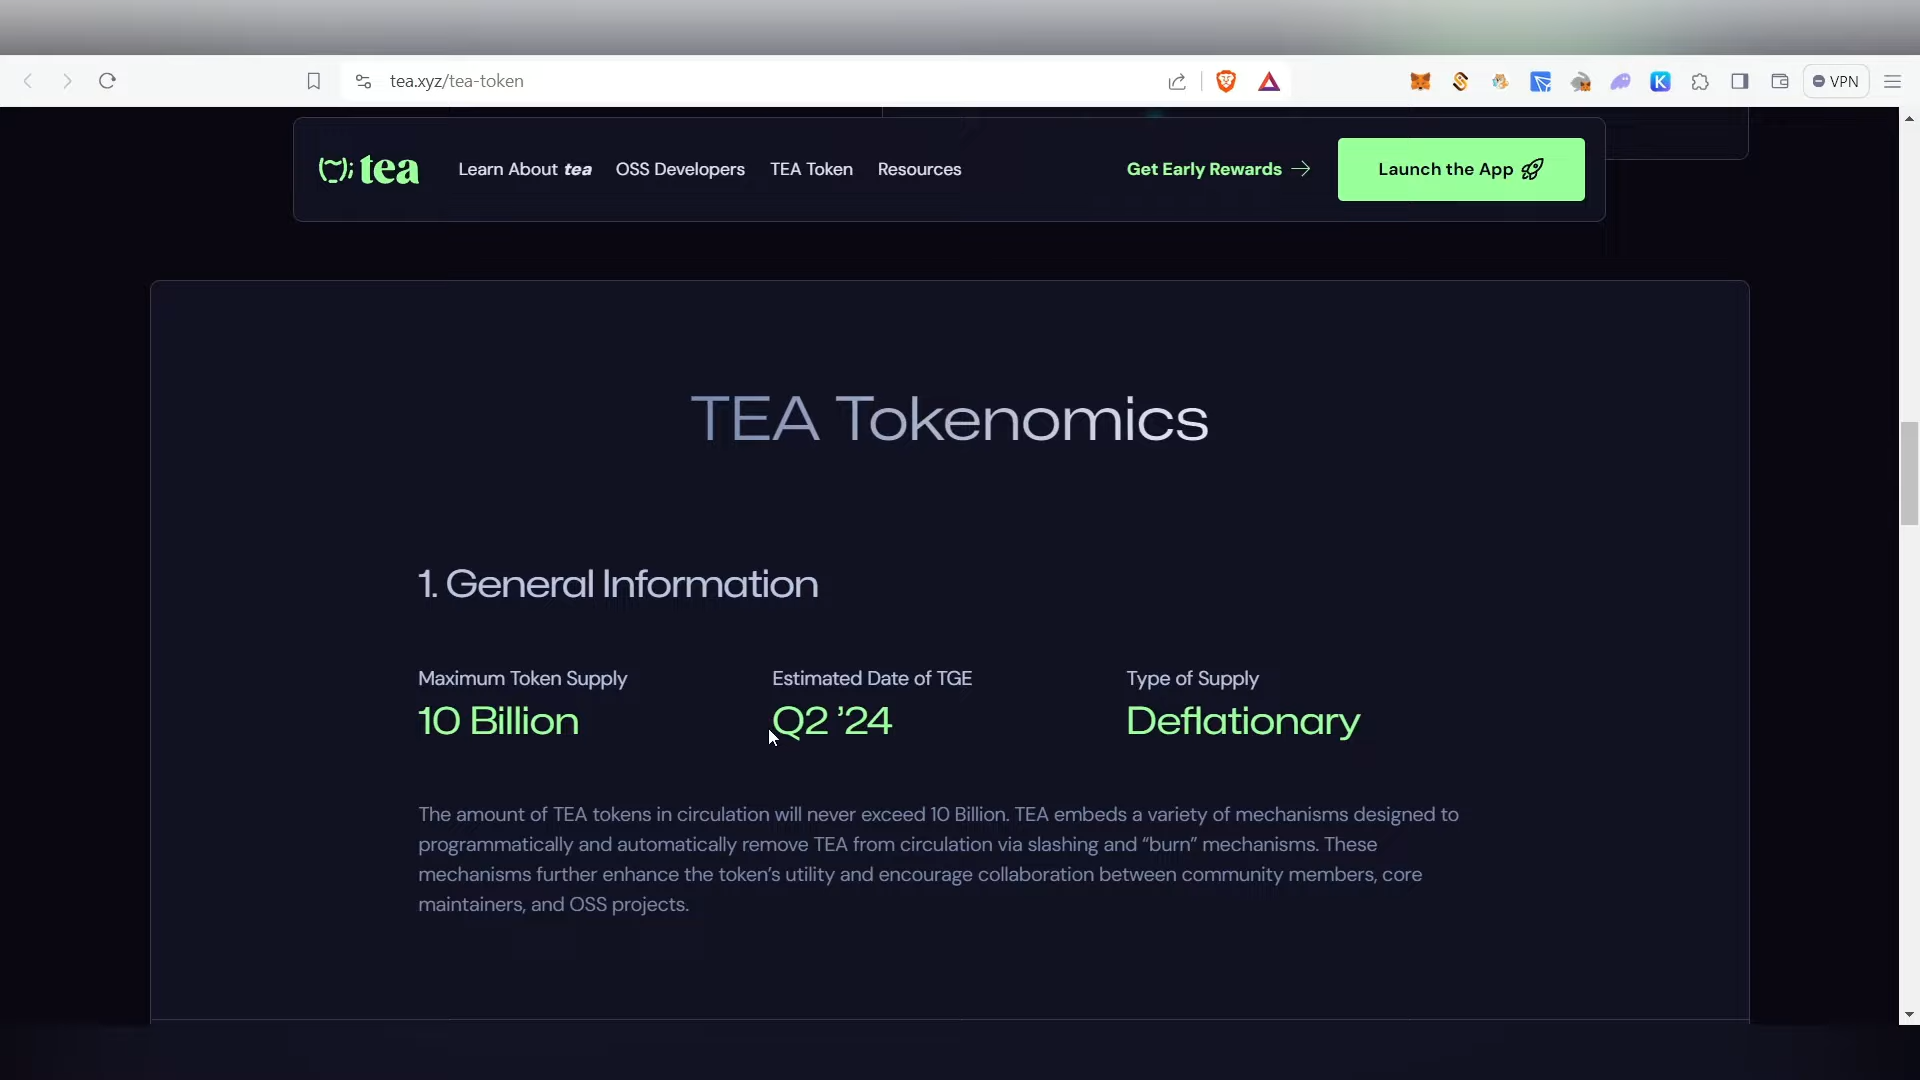 tea.xyz/tea-token
VPN
tea
Learn About tea
OSS Developers
TEA Token
Resources
Get Early Rewards
Launch the App
TEA Tokenomics
1. General Information
Maximum Token Supply
10 Billion
Estimated Date of TGE
Q2 ’24
Type of Supply
Deflationary
The amount of TEA tokens in circulation will never exceed 10 Billion. TEA embeds a variety of mechanisms designed to
programmatically and automatically remove TEA from circulation via slashing and “burn” mechanisms. These
mechanisms further enhance the token’s utility and encourage collaboration between community members, core
maintainers, and OSS projects.